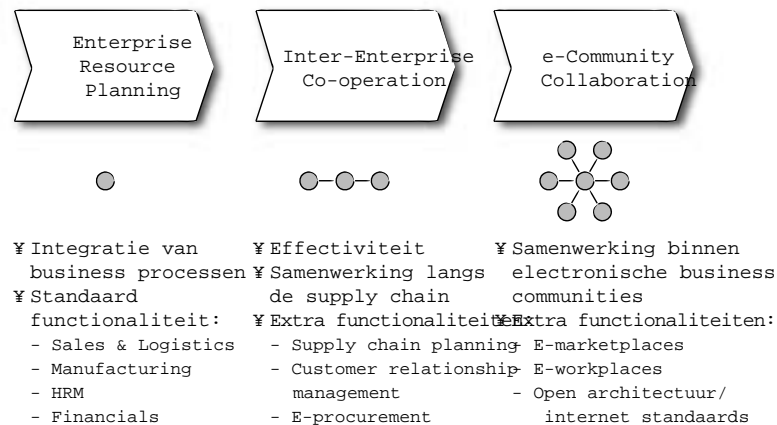 Enterprise
Resource
Planning
Inter-Enterprise
Co-operation
e-Community
Collaboration
¥ Integratie van
business processen
¥ Standaard
functionaliteit:
- Sales & Logistics
- Manufacturing
- HRM
- Financials
¥ Effectiviteit
¥ Samenwerking langs
de supply chain
¥ Extra functionaliteiten:
- Supply chain planning
- Customer relationship
management
- E-procurement
¥ Samenwerking binnen
electronische business
communities
¥ Extra functionaliteiten:
- E-marketplaces
- E-workplaces
- Open architectuur/
internet standaards